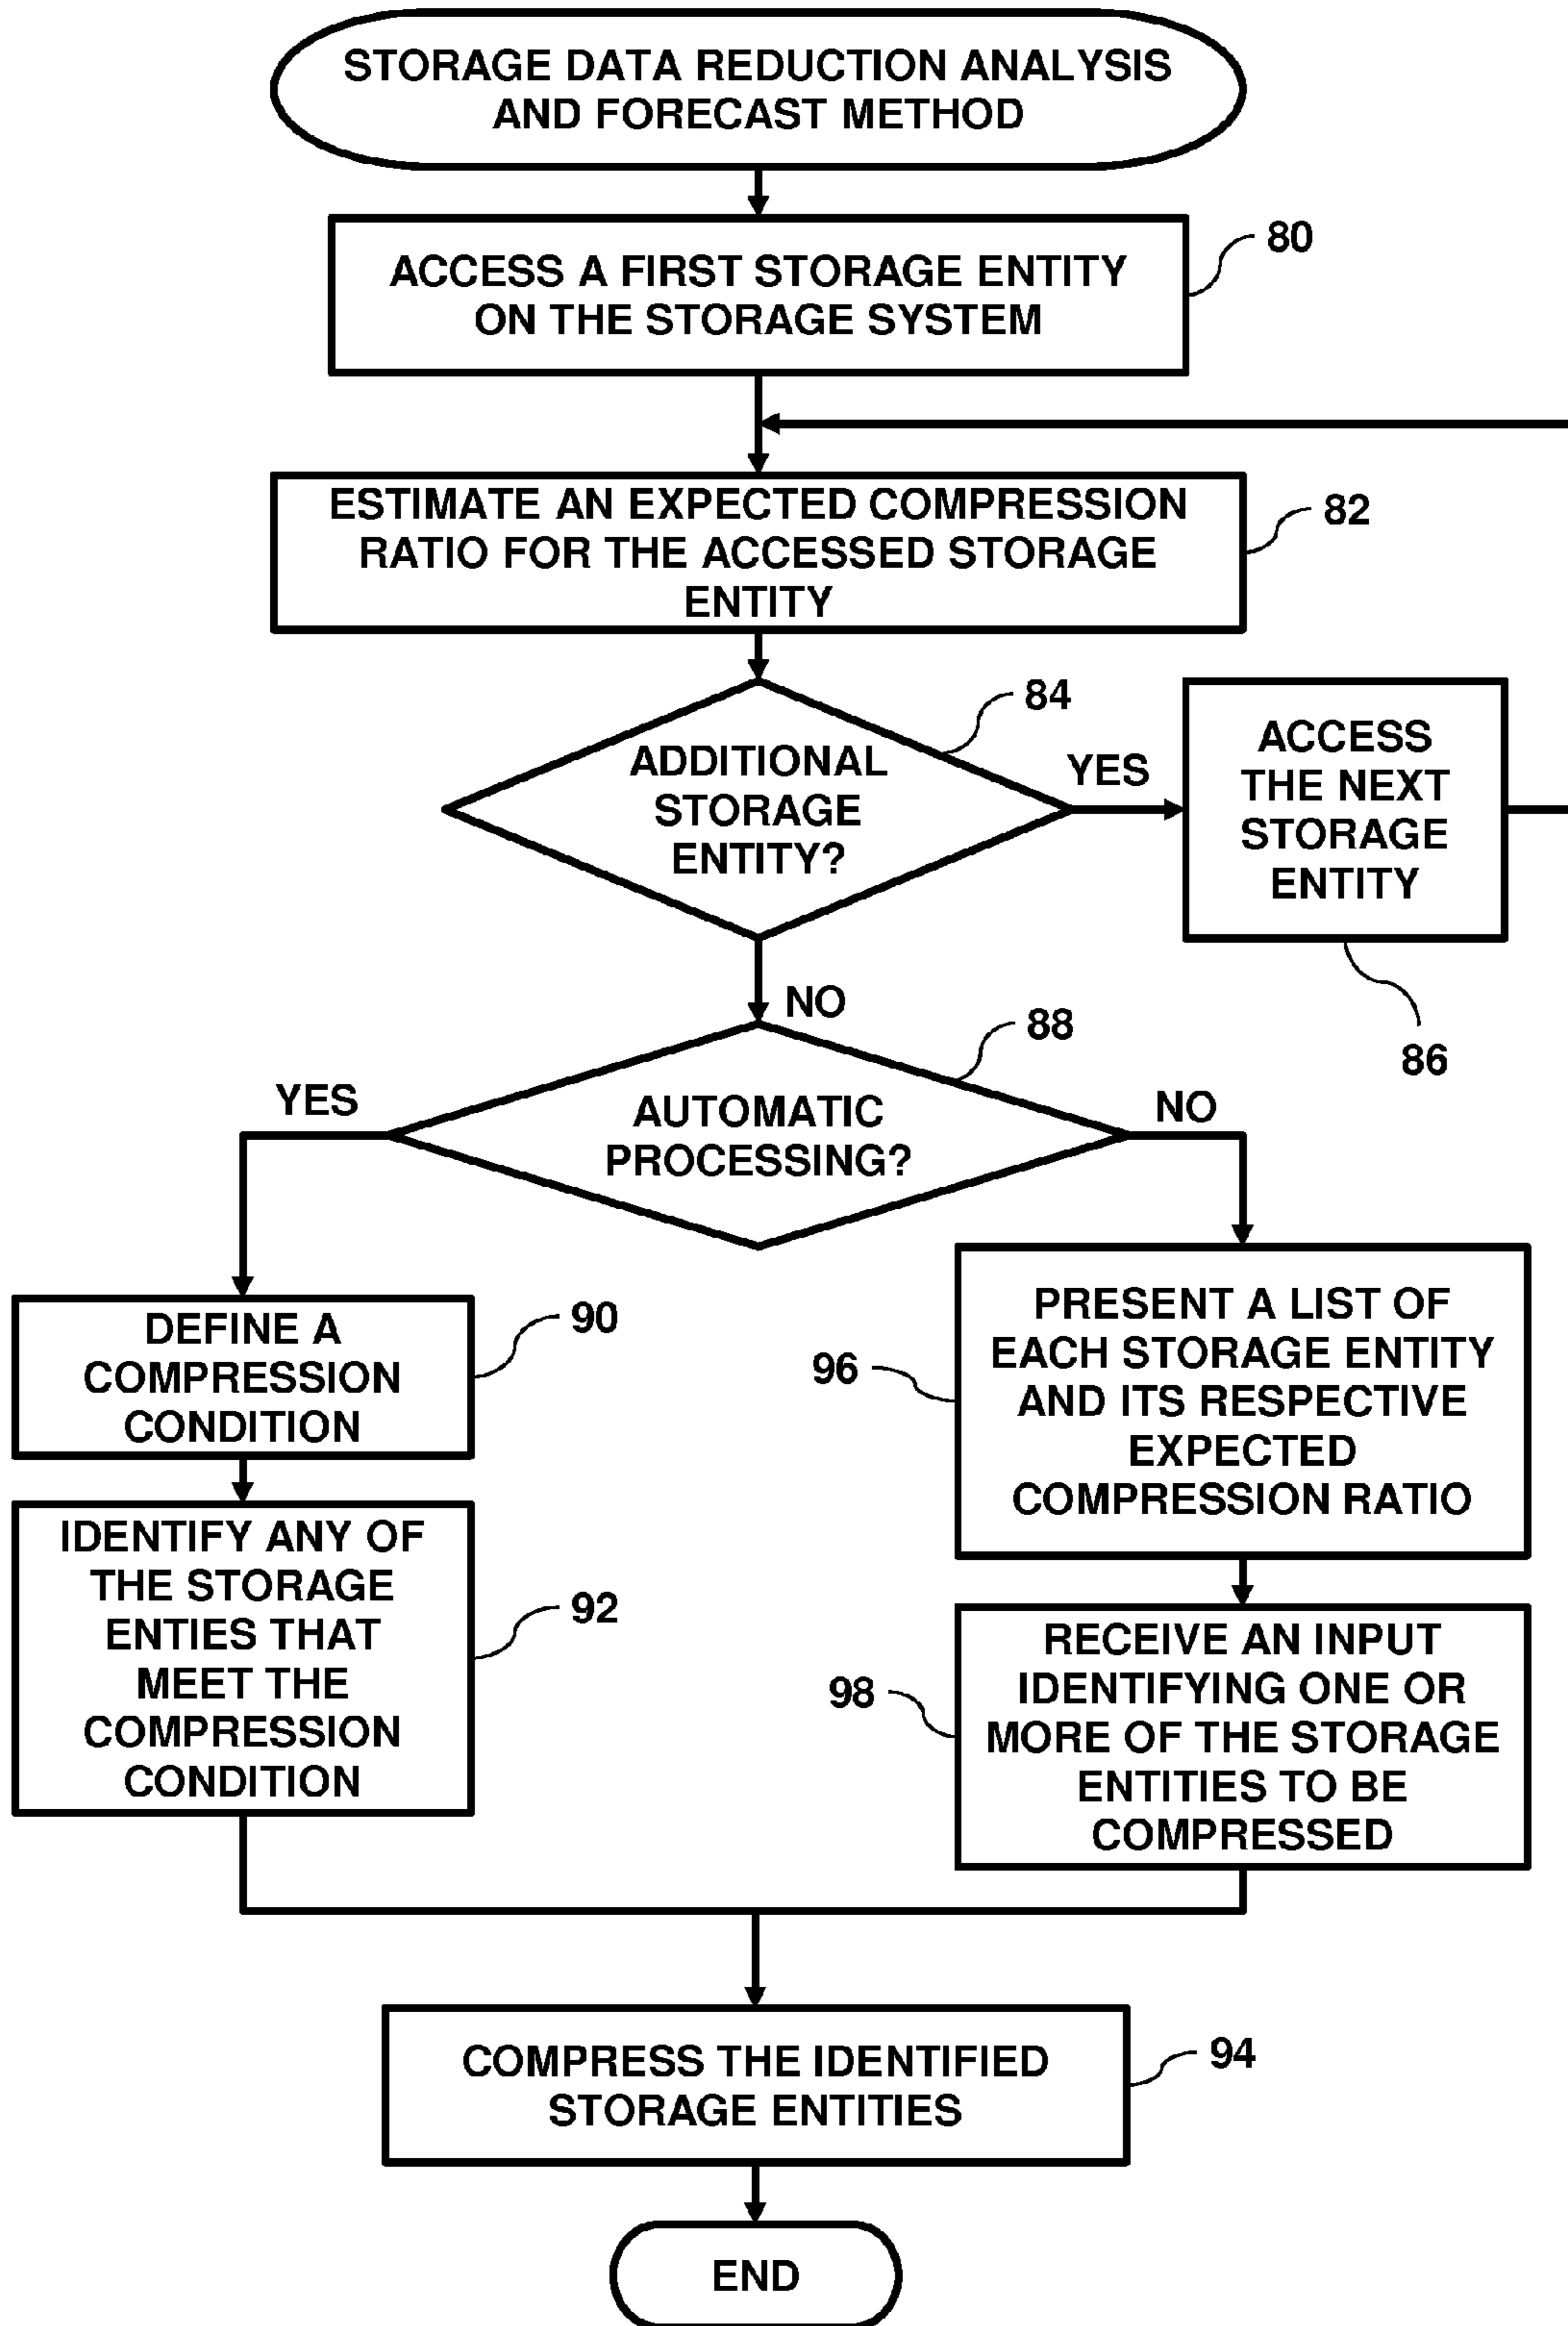 STORAGE DATA REDUCTION ANALYSIS
AND FORECAST METHOD
80
ACCESS A FIRST STORAGE ENTITY
ON THE STORAGE SYSTEM
82
ESTIMATE AN EXPECTED COMPRESSION
RATIO FOR THE ACCESSED STORAGE
ENTITY
84
ADDITIONAL
STORAGE
ENTITY?
YES
ACCESS
THE NEXT
STORAGE
ENTITY
86
NO
88
AUTOMATIC
PROCESSING?
YES
NO
90
DEFINE A
COMPRESSION
CONDITION
92
IDENTIFY ANY OF
THE STORAGE
ENTIES THAT
MEET THE
COMPRESSION
CONDITION
96
PRESENT A LIST OF
EACH STORAGE ENTITY
AND ITS RESPECTIVE
EXPECTED
COMPRESSION RATIO
98
RECEIVE AN INPUT
IDENTIFYING ONE OR
MORE OF THE STORAGE
ENTITIES TO BE
COMPRESSED
94
COMPRESS THE IDENTIFIED
STORAGE ENTITIES
END